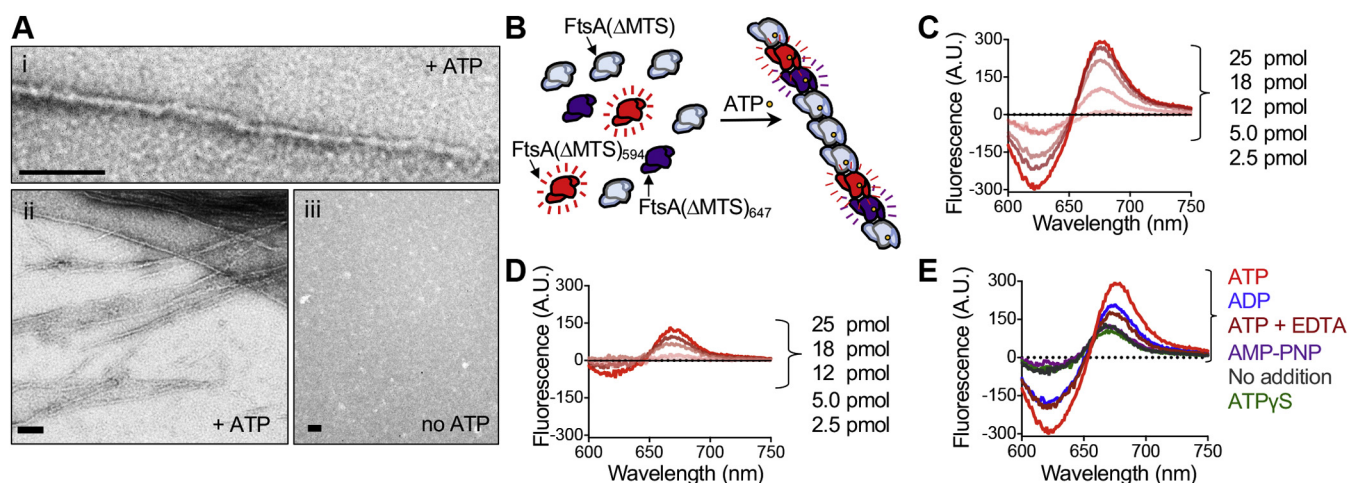 A
i
+ ATP
ii
+ ATP
iii
no ATP
B
FtsA(ΔMTS)
FtsA(ΔMTS)594
FtsA(ΔMTS)647
ATP
C
Fluorescence (A.U.)
300
150
0
-150
-300
600 650 700 750
Wavelength (nm)
25 pmol
18 pmol
12 pmol
5.0 pmol
2.5 pmol
D
Fluorescence (A.U.)
300
150
0
-150
-300
600 650 700 750
Wavelength (nm)
25 pmol
18 pmol
12 pmol
5.0 pmol
2.5 pmol
E
Fluorescence (A.U.)
300
150
0
-150
-300
600 650 700 750
Wavelength (nm)
ATP
ADP
ATP + EDTA
AMP-PNP
No addition
ATPγS